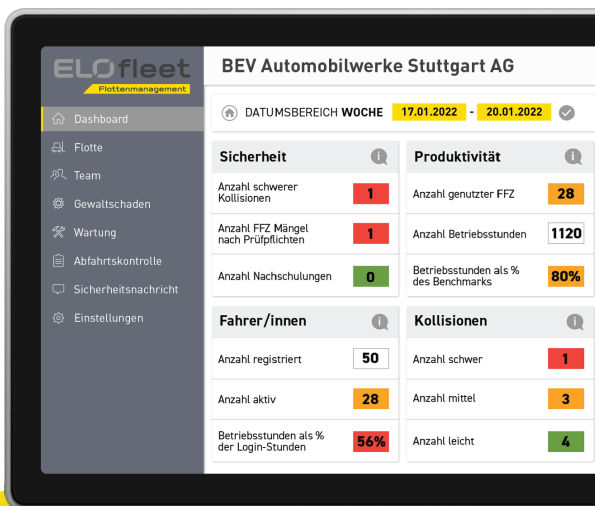 ELOfleet
Flottenmanagement
Dashboard
Flotte
Team
Gewaltschaden
Wartung
Abfahrtskontrolle
Sicherheitsnachricht
Einstellungen
BEV Automobilwerke Stuttgart AG
DATUMSBEREICH WOCHE 17.01.2022 - 20.01.2022
Sicherheit
Anzahl schwerer
Kollisionen
1
Anzahl FFZ Mängel
nach Prüfpflichten
1
Anzahl Nachschulungen
0
Produktivität
Anzahl genutzter FFZ
28
Anzahl Betriebsstunden
1120
Betriebsstunden als %
des Benchmarks
80%
Fahrer/innen
Anzahl registriert
50
Anzahl aktiv
28
Betriebsstunden als %
der Login-Stunden
56%
Kollisionen
Anzahl schwer
1
Anzahl mittel
3
Anzahl leicht
4